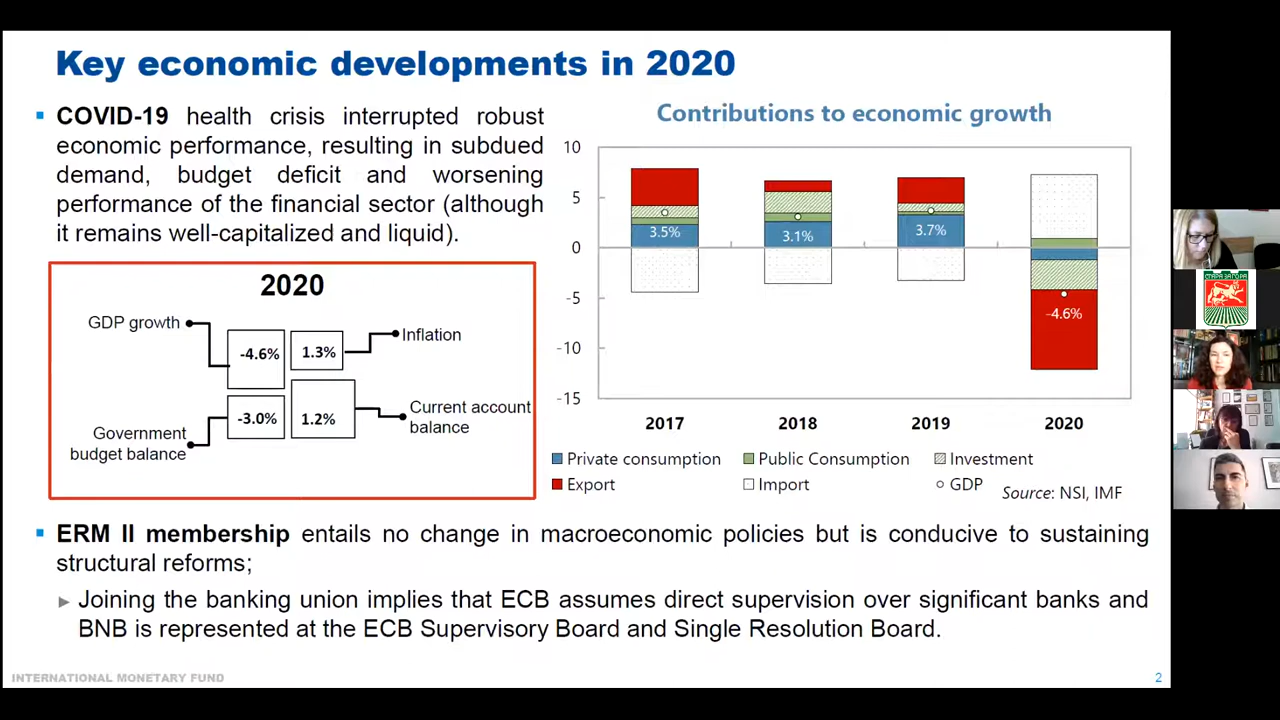 Key economic developments in 2020
COVID-19 health crisis interrupted robust
economic performance, resulting in subdued
demand, budget deficit and worsening
performance of the financial sector (although
it remains well-capitalized and liquid).
2020
GDP growth
-4.6%
1.3%
Inflation
Government
budget balance
-3.0%
1.2%
Current account
balance
Contributions to economic growth
10
5
0
-5
-10
-15
3.5%
3.1%
3.7%
-4.6%
2017
2018
2019
2020
Private consumption
Public Consumption
Investment
Export
Import
GDP
Source: NSI, IMF
ERM II membership entails no change in macroeconomic policies but is conducive to sustaining
structural reforms;
Joining the banking union implies that ECB assumes direct supervision over significant banks and
BNB is represented at the ECB Supervisory Board and Single Resolution Board.
INTERNATIONAL MONETARY FUND
2
СТАРА ЗАГОРА